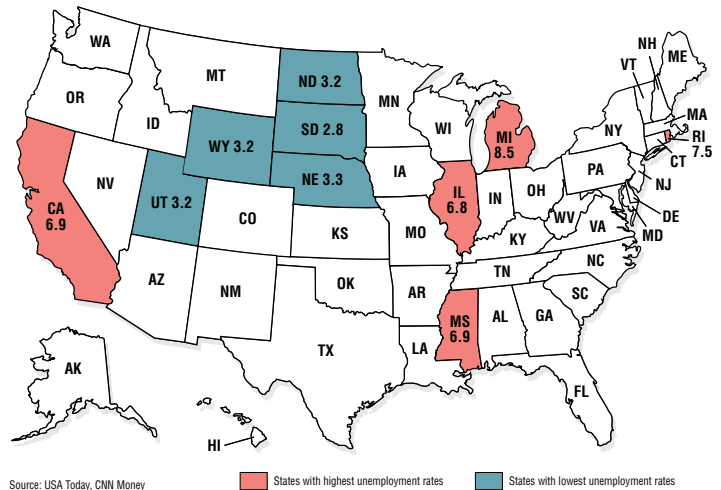 WA
MT
ND 3.2
MN
OR
ID
WY 3.2
SD 2.8
WI
MI
8.5
NH
VT
ME
NY
MA
RI
7.5
CT
NV
UT 3.2
NE 3.3
IA
IL
6.8
IN
OH
PA
NJ
DE
MD
CA
6.9
CO
KS
MO
KY
WV
VA
AZ
NM
OK
AR
TN
NC
SC
TX
LA
MS
6.9
AL
GA
FL
AK
HI
Source: USA Today, CNN Money
States with highest unemployment rates
States with lowest unemployment rates